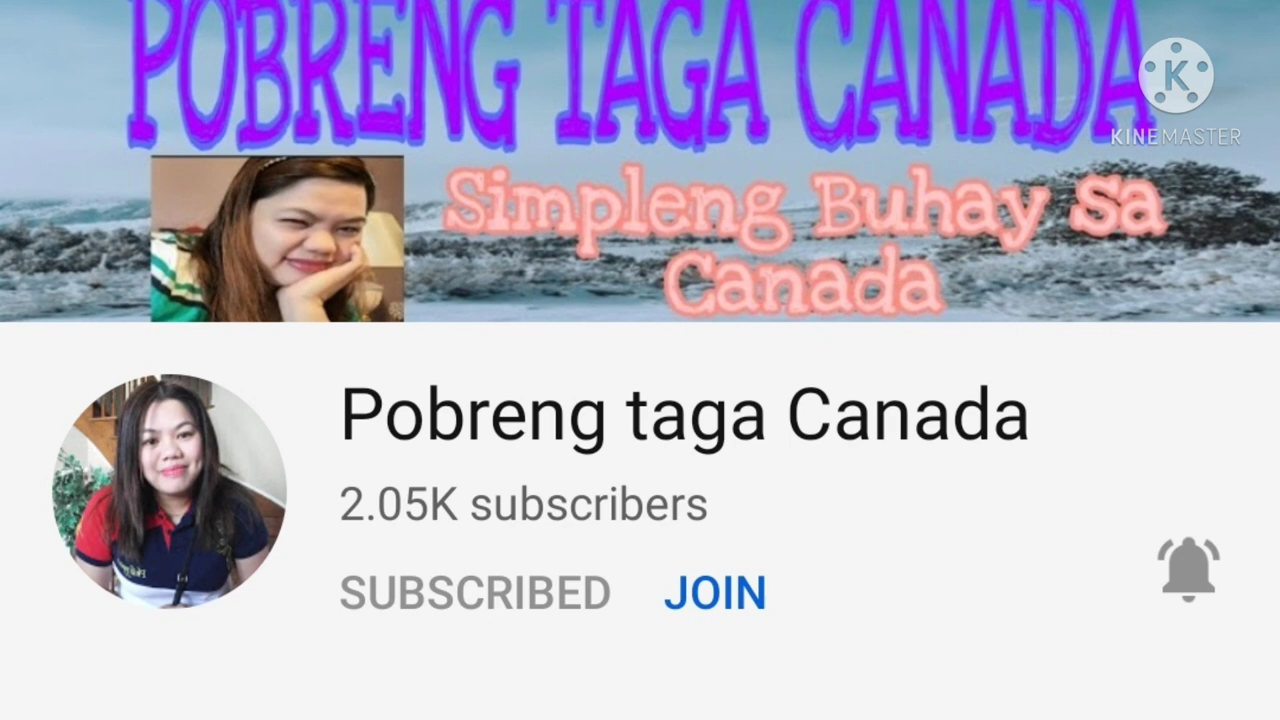 POBRENG TAGA CANADA
K
KINEMASTER
Simpleng Buhay sa
Canada
Pobreng taga Canada
2.05K subscribers
SUBSCRIBED JOIN